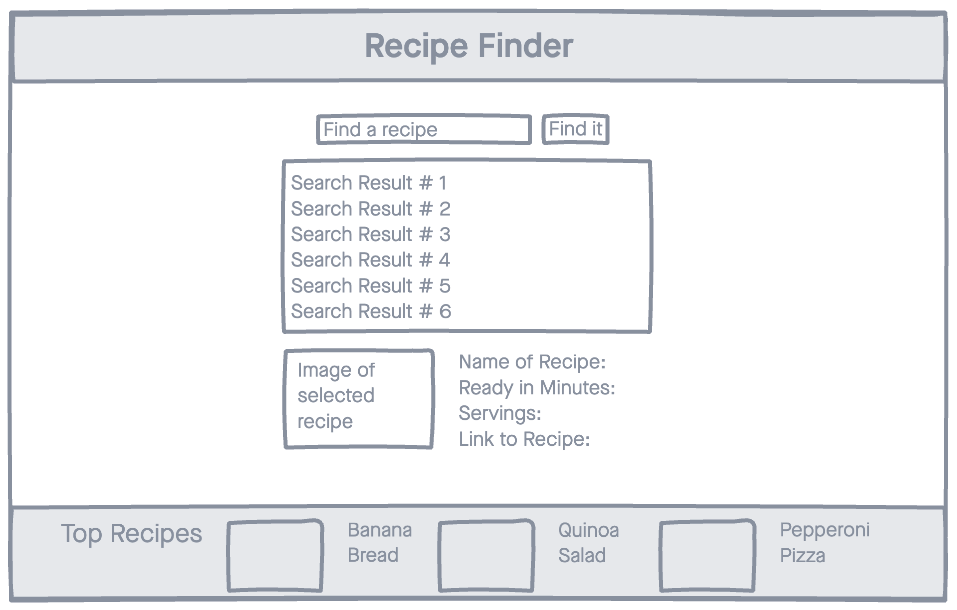 Recipe Finder
Find a recipe
Find it
Search Result # 1
Search Result # 2
Search Result # 3
Search Result # 4
Search Result # 5
Search Result # 6
Image of
selected
recipe
Name of Recipe:
Ready in Minutes:
Servings:
Link to Recipe:
Top Recipes
Banana
Bread
Quinoa
Salad
Pepperoni
Pizza